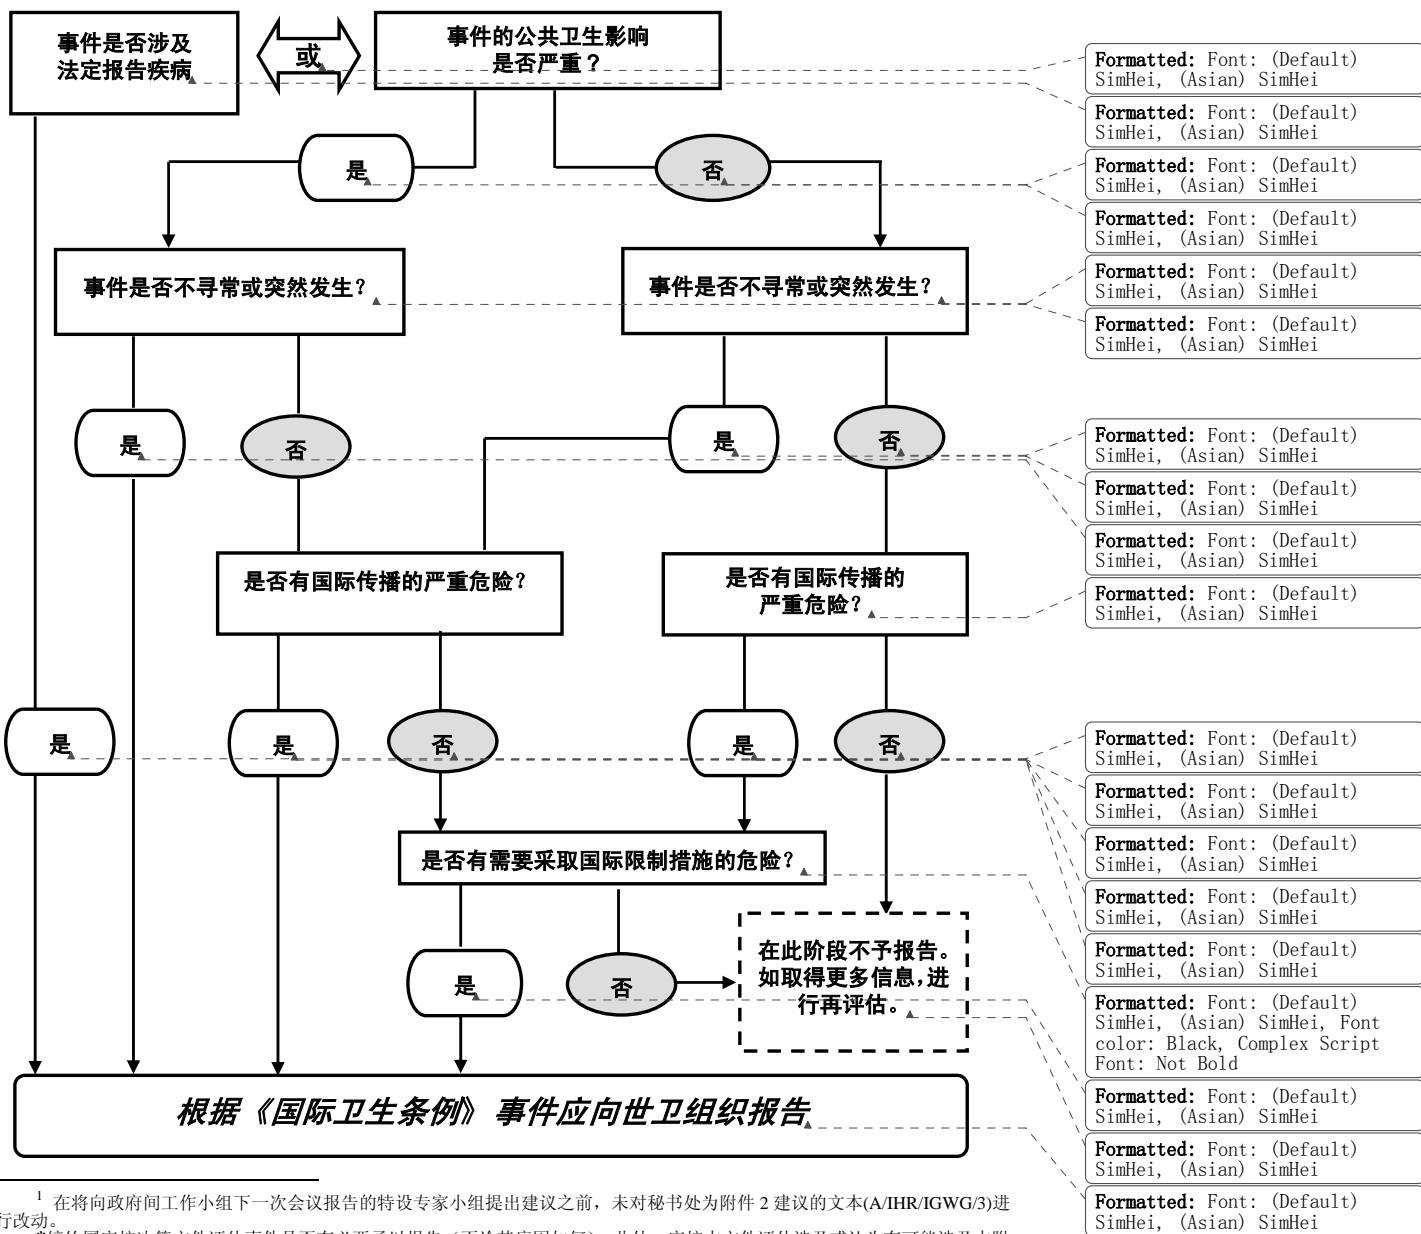 事件是否涉及
法定报告疾病
或
事件的公共卫生影响
是否严重？
是
否
事件是否不寻常或突然发生？
事件是否不寻常或突然发生？
是
否
是
否
是否有国际传播的严重危险？
是否有国际传播的
严重危险？
是
是
否
是
否
是否有需要采取国际限制措施的危险？
是
否
在此阶段不予报告。
如取得更多信息，进
行再评估。
根据《国际卫生条例》事件应向世卫组织报告
1 在将向政府间工作小组下一次会议报告的特设专家小组提出建议之前，未对秘书处为附件 2 建议的文本(A/IHR/IGWG/3)进
行改动。
Formatted: Font: (Default)
SimHei, (Asian) SimHei
Formatted: Font: (Default)
SimHei, (Asian) SimHei
Formatted: Font: (Default)
SimHei, (Asian) SimHei
Formatted: Font: (Default)
SimHei, (Asian) SimHei
Formatted: Font: (Default)
SimHei, (Asian) SimHei
Formatted: Font: (Default)
SimHei, (Asian) SimHei
Formatted: Font: (Default)
SimHei, (Asian) SimHei
Formatted: Font: (Default)
SimHei, (Asian) SimHei
Formatted: Font: (Default)
SimHei, (Asian) SimHei
Formatted: Font: (Default)
SimHei, (Asian) SimHei
Formatted: Font: (Default)
SimHei, (Asian) SimHei
Formatted: Font: (Default)
SimHei, (Asian) SimHei
Formatted: Font: (Default)
SimHei, (Asian) SimHei
Formatted: Font: (Default)
SimHei, (Asian) SimHei
Formatted: Font: (Default)
SimHei, (Asian) SimHei
Formatted: Font: (Default)
SimHei, (Asian) SimHei, Font
color: Black, Complex Script
Font: Not Bold
Formatted: Font: (Default)
SimHei, (Asian) SimHei
Formatted: Font: (Default)
SimHei, (Asian) SimHei
Formatted: Font: (Default)
SimHei, (Asian) SimHei